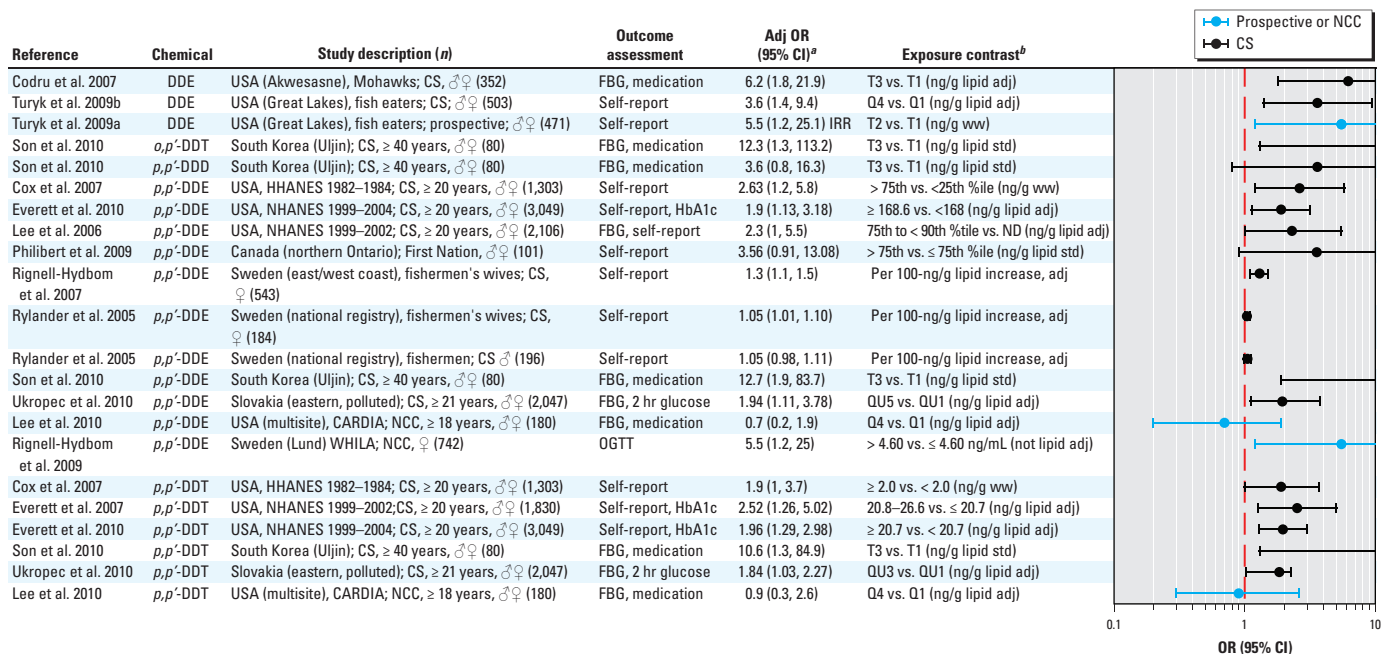 Prospective or NCC
CS
Reference Chemical Study description (n) Outcome assessment Adj OR (95% CI)a Exposure contrastb
Codru et al. 2007 DDE USA (Akwesasne), Mohawks; CS, ♂♀ (352) FBG, medication 6.2 (1.8, 21.9) T3 vs. T1 (ng/g lipid adj)
Turyk et al. 2009b DDE USA (Great Lakes), fish eaters; CS; ♂♀ (503) Self-report 3.6 (1.4, 9.4) Q4 vs. Q1 (ng/g lipid adj)
Turyk et al. 2009a DDE USA (Great Lakes), fish eaters; prospective; ♂♀ (471) Self-report 5.5 (1.2, 25.1) IRR T2 vs. T1 (ng/g ww)
Son et al. 2010 o,p′-DDT South Korea (Uljin); CS, ≥ 40 years, ♂♀ (80) FBG, medication 12.3 (1.3, 113.2) T3 vs. T1 (ng/g lipid std)
Son et al. 2010 p,p′-DDD South Korea (Uljin); CS, ≥ 40 years, ♂♀ (80) FBG, medication 3.6 (0.8, 16.3) T3 vs. T1 (ng/g lipid std)
Cox et al. 2007 p,p′-DDE USA, HHANES 1982–1984; CS, ≥ 20 years, ♂♀ (1,303) Self-report 2.63 (1.2, 5.8) > 75th vs. <25th %ile (ng/g ww)
Everett et al. 2010 p,p′-DDE USA, NHANES 1999–2004; CS, ≥ 20 years, ♂♀ (3,049) Self-report, HbA1c 1.9 (1.13, 3.18) ≥ 168.6 vs. <168 (ng/g lipid adj)
Lee et al. 2006 p,p′-DDE USA, NHANES 1999–2002; CS, ≥ 20 years, ♂♀ (2,106) FBG, self-report 2.3 (1, 5.5) 75th to < 90th %tile vs. ND (ng/g lipid adj)
Philibert et al. 2009 p,p′-DDE Canada (northern Ontario); First Nation, ♂♀ (101) Self-report 3.56 (0.91, 13.08) > 75th vs. ≤ 75th %ile (ng/g lipid std)
Rignell-Hydbom p,p′-DDE Sweden (east/west coast), fishermen's wives; CS, Self-report 1.3 (1.1, 1.5) Per 100-ng/g lipid increase, adj
et al. 2007 ♀ (543)
Rylander et al. 2005 p,p′-DDE Sweden (national registry), fishermen's wives; CS, Self-report 1.05 (1.01, 1.10) Per 100-ng/g lipid increase, adj
♀ (184)
Rylander et al. 2005 p,p′-DDE Sweden (national registry), fishermen; CS ♂ (196) Self-report 1.05 (0.98, 1.11) Per 100-ng/g lipid increase, adj
Son et al. 2010 p,p′-DDE South Korea (Uljin); CS, ≥ 40 years, ♂♀ (80) FBG, medication 12.7 (1.9, 83.7) T3 vs. T1 (ng/g lipid std)
Ukropec et al. 2010 p,p′-DDE Slovakia (eastern, polluted); CS, ≥ 21 years, ♂♀ (2,047) FBG, 2 hr glucose 1.94 (1.11, 3.78) QU5 vs. QU1 (ng/g lipid adj)
Lee et al. 2010 p,p′-DDE USA (multisite), CARDIA; NCC, ≥ 18 years, ♂♀ (180) FBG, medication 0.7 (0.2, 1.9) Q4 vs. Q1 (ng/g lipid adj)
Rignell-Hydbom p,p′-DDE Sweden (Lund) WHILA; NCC, ♀ (742) OGTT 5.5 (1.2, 25) > 4.60 vs. ≤ 4.60 ng/mL (not lipid adj)
et al. 2009
Cox et al. 2007 p,p′-DDT USA, HHANES 1982–1984; CS, ≥ 20 years, ♂♀ (1,303) Self-report 1.9 (1, 3.7) ≥ 2.0 vs. < 2.0 (ng/g ww)
Everett et al. 2007 p,p′-DDT USA, NHANES 1999–2002;CS, ≥ 20 years, ♂♀ (1,830) Self-report, HbA1c 2.52 (1.26, 5.02) 20.8–26.6 vs. ≤ 20.7 (ng/g lipid adj)
Everett et al. 2010 p,p′-DDT USA, NHANES 1999–2004; CS, ≥ 20 years, ♂♀ (3,049) Self-report, HbA1c 1.96 (1.29, 2.98) ≥ 20.7 vs. < 20.7 (ng/g lipid adj)
Son et al. 2010 p,p′-DDT South Korea (Uljin); CS, ≥ 40 years, ♂♀ (80) FBG, medication 10.6 (1.3, 84.9) T3 vs. T1 (ng/g lipid std)
Ukropec et al. 2010 p,p′-DDT Slovakia (eastern, polluted); CS, ≥ 21 years, ♂♀ (2,047) FBG, 2 hr glucose 1.84 (1.03, 2.27) QU3 vs. QU1 (ng/g lipid adj)
Lee et al. 2010 p,p′-DDT USA (multisite), CARDIA; NCC, ≥ 18 years, ♂♀ (180) FBG, medication 0.9 (0.3, 2.6) Q4 vs. Q1 (ng/g lipid adj)
0.1 1 10
OR (95% CI)